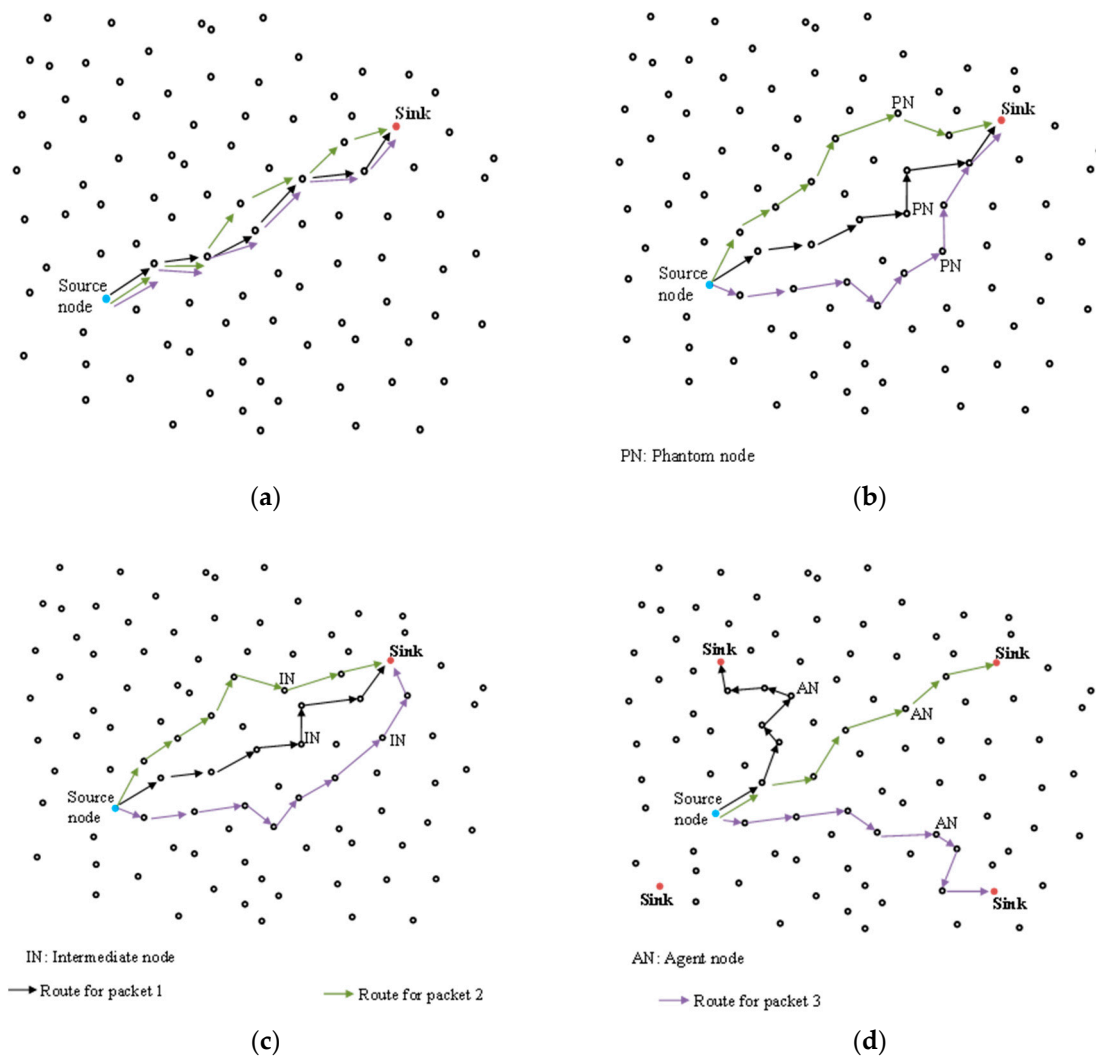 Sink
Source
node
(a)
PN
Sink
PN
PN
Source
node
PN: Phantom node
(b)
Sink
IN
IN
IN
Source
node
IN: Intermediate node
Route for packet 1
Route for packet 2
(c)
Sink
Sink
AN
AN
Source
node
AN
Sink
Sink
AN: Agent node
Route for packet 3
(d)